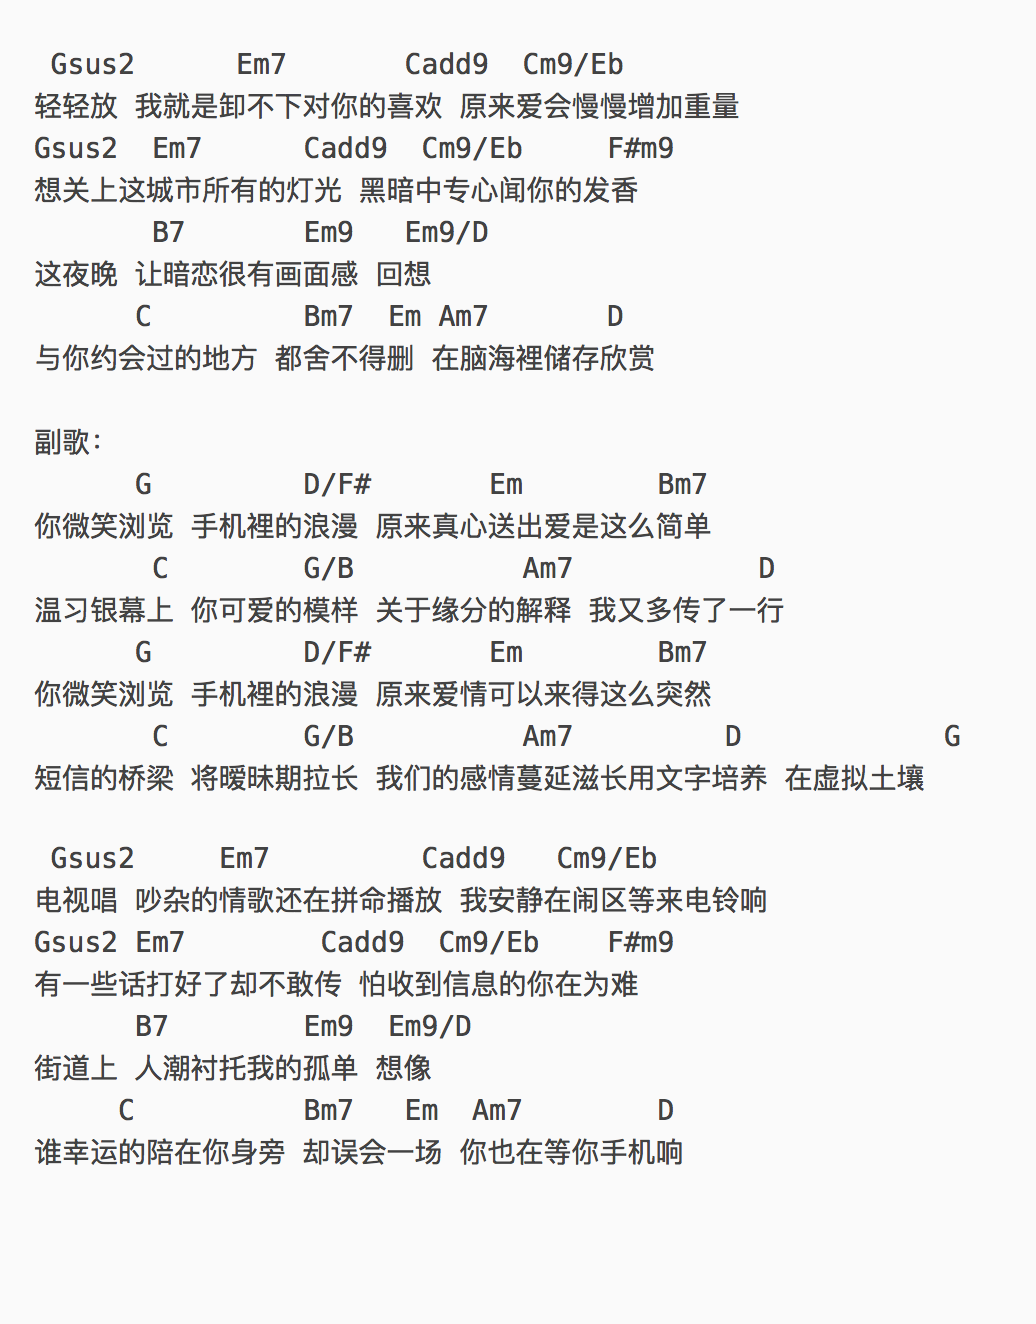 Gsus2      Em7       Cadd9  Cm9/Eb
轻轻放 我就是卸不下对你的喜欢 原来爱会慢慢增加重量
Gsus2  Em7      Cadd9  Cm9/Eb     F#m9
想关上这城市所有的灯光 黑暗中专心闻你的发香
B7       Em9   Em9/D
这夜晚 让暗恋很有画面感 回想
C         Bm7  Em Am7       D
与你约会过的地方 都舍不得删 在脑海裡储存欣赏
副歌：
G         D/F#       Em        Bm7
你微笑浏览 手机裡的浪漫 原来真心送出爱是这么简单
C        G/B          Am7           D
温习银幕上 你可爱的模样 关于缘分的解释 我又多传了一行
G         D/F#       Em        Bm7
你微笑浏览 手机裡的浪漫 原来爱情可以来得这么突然
C        G/B          Am7         D            G
短信的桥梁 将暧昧期拉长 我们的感情蔓延滋长用文字培养 在虚拟土壤
Gsus2     Em7         Cadd9   Cm9/Eb
电视唱 吵杂的情歌还在拼命播放 我安静在闹区等来电铃响
Gsus2 Em7        Cadd9  Cm9/Eb    F#m9
有一些话打好了却不敢传 怕收到信息的你在为难
B7        Em9  Em9/D
街道上 人潮衬托我的孤单 想像
C          Bm7   Em  Am7        D
谁幸运的陪在你身旁 却误会一场 你也在等你手机响